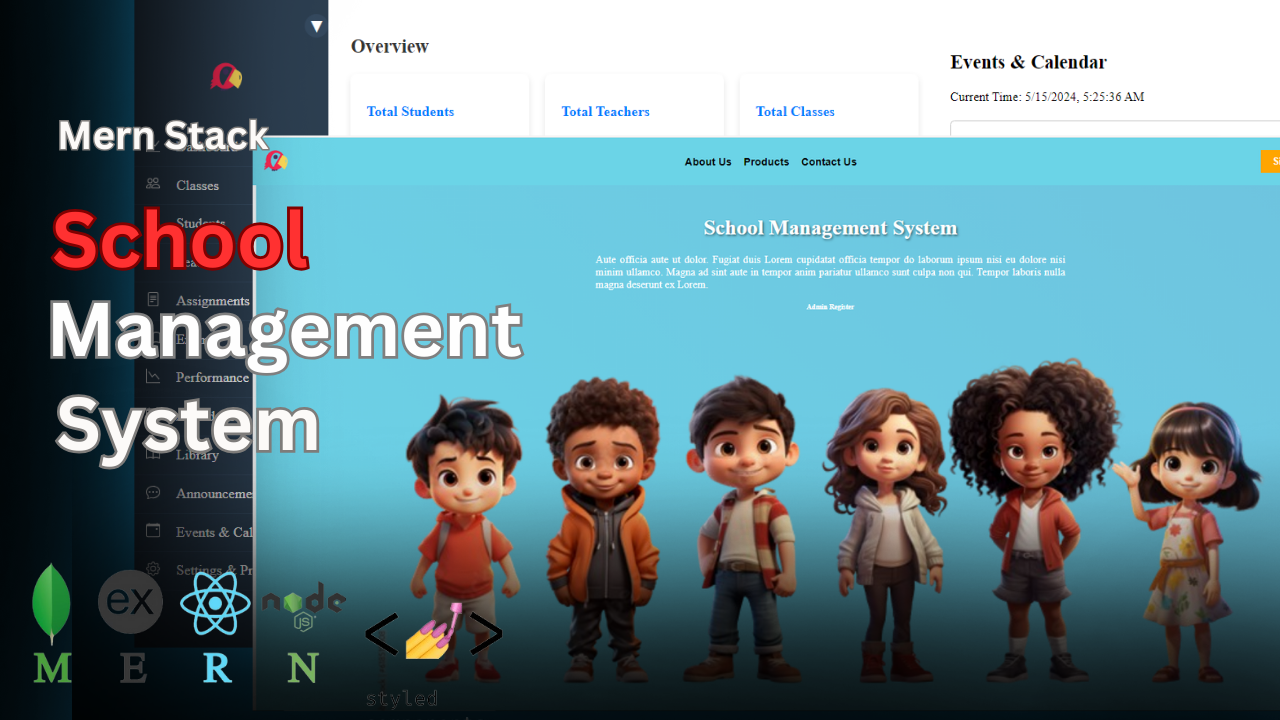 ▼
Overview
Events & Calendar
Current Time: 5/15/2024, 5:25:36 AM
Total Students
Total Teachers
Total Classes
Mern Stack
About Us Products Contact Us
Classes
Students
School
School Management System
Aute officia aute ut dolor. Fugiat duis Lorem cupidatat officia tempor do laborum ipsum nisi eu dolore nisi
minim ullamco. Magna ad sint aute in tempor anim pariatur ullamco sunt culpa non qui. Tempor laboris nulla
magna deserunt ex Lorem.
Admin Register
Assignments
Management
Performance
System
Library
Announceme
Events & Cal
Settings & Pr
ex
node
JS
M E R N
< >
styled